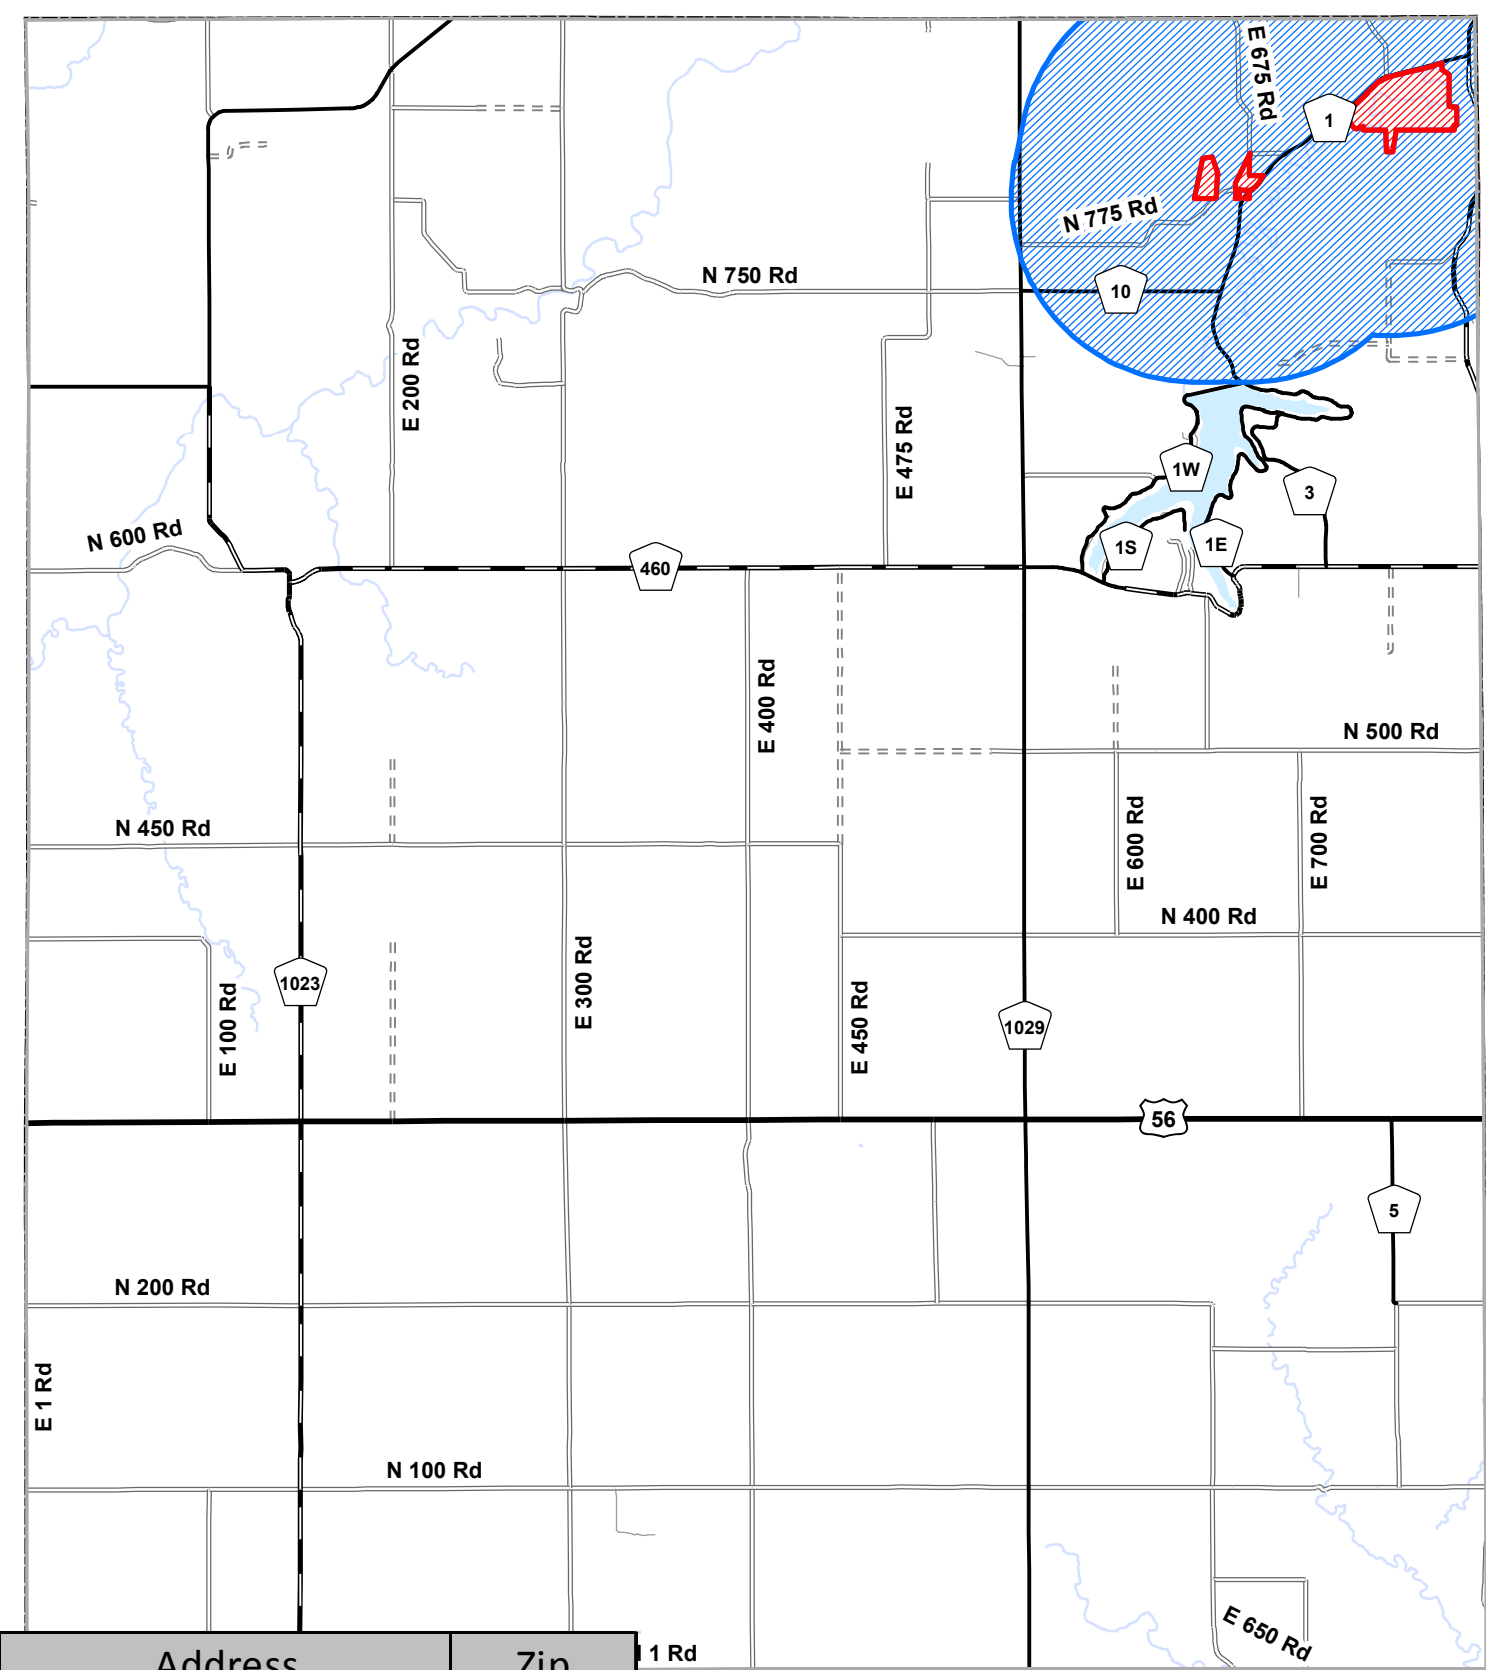 E 675 Rd
1
N 775 Rd
N 750 Rd
10
E 200 Rd
E 475 Rd
1W
3
N 600 Rd
1S
1E
460
E 400 Rd
N 500 Rd
N 450 Rd
E 600 Rd
E 700 Rd
N 400 Rd
1023
E 300 Rd
E 100 Rd
E 450 Rd
1029
56
5
N 200 Rd
E 1 Rd
N 100 Rd
E 650 Rd
1 Rd
Address
Zip